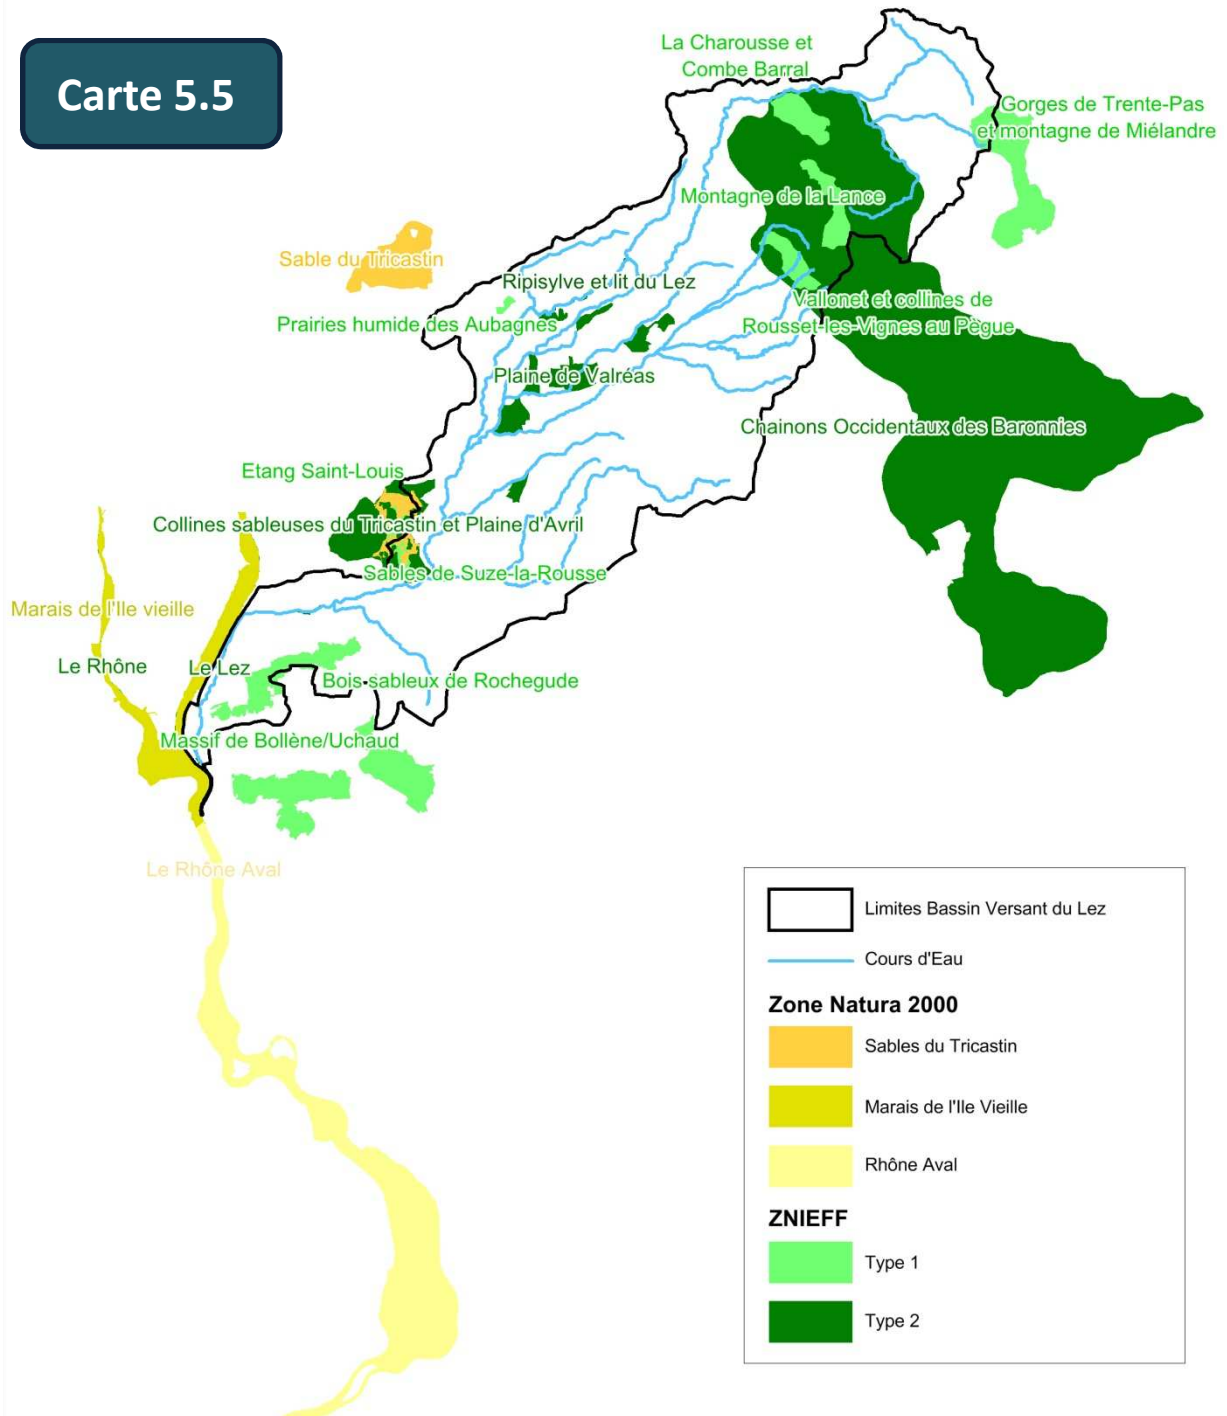 Carte 5.5
La Charousse et
Combe Barral
Gorges de Trente-Pas
et montagne de Miélandre
Montagne de la Lance
Sable du Tricastin
Ripisylve et lit du Lez
Vallonet et collines de
Rousset-les-Vignes au Pègue
Prairies humide des Aubagnes
Plaine de Valréas
Chainons Occidentaux des Baronnies
Etang Saint-Louis
Collines sableuses du Tricastin et Plaine d'Avril
Sables de Suze-la-Rousse
Marais de l'Ile vieille
Le Rhône
Le Lez
Bois sableux de Rochegude
Massif de Bollène/Uchaud
Le Rhône Aval
Limites Bassin Versant du Lez
Cours d'Eau
Zone Natura 2000
Sables du Tricastin
Marais de l'Ile Vieille
Rhône Aval
ZNIEFF
Type 1
Type 2